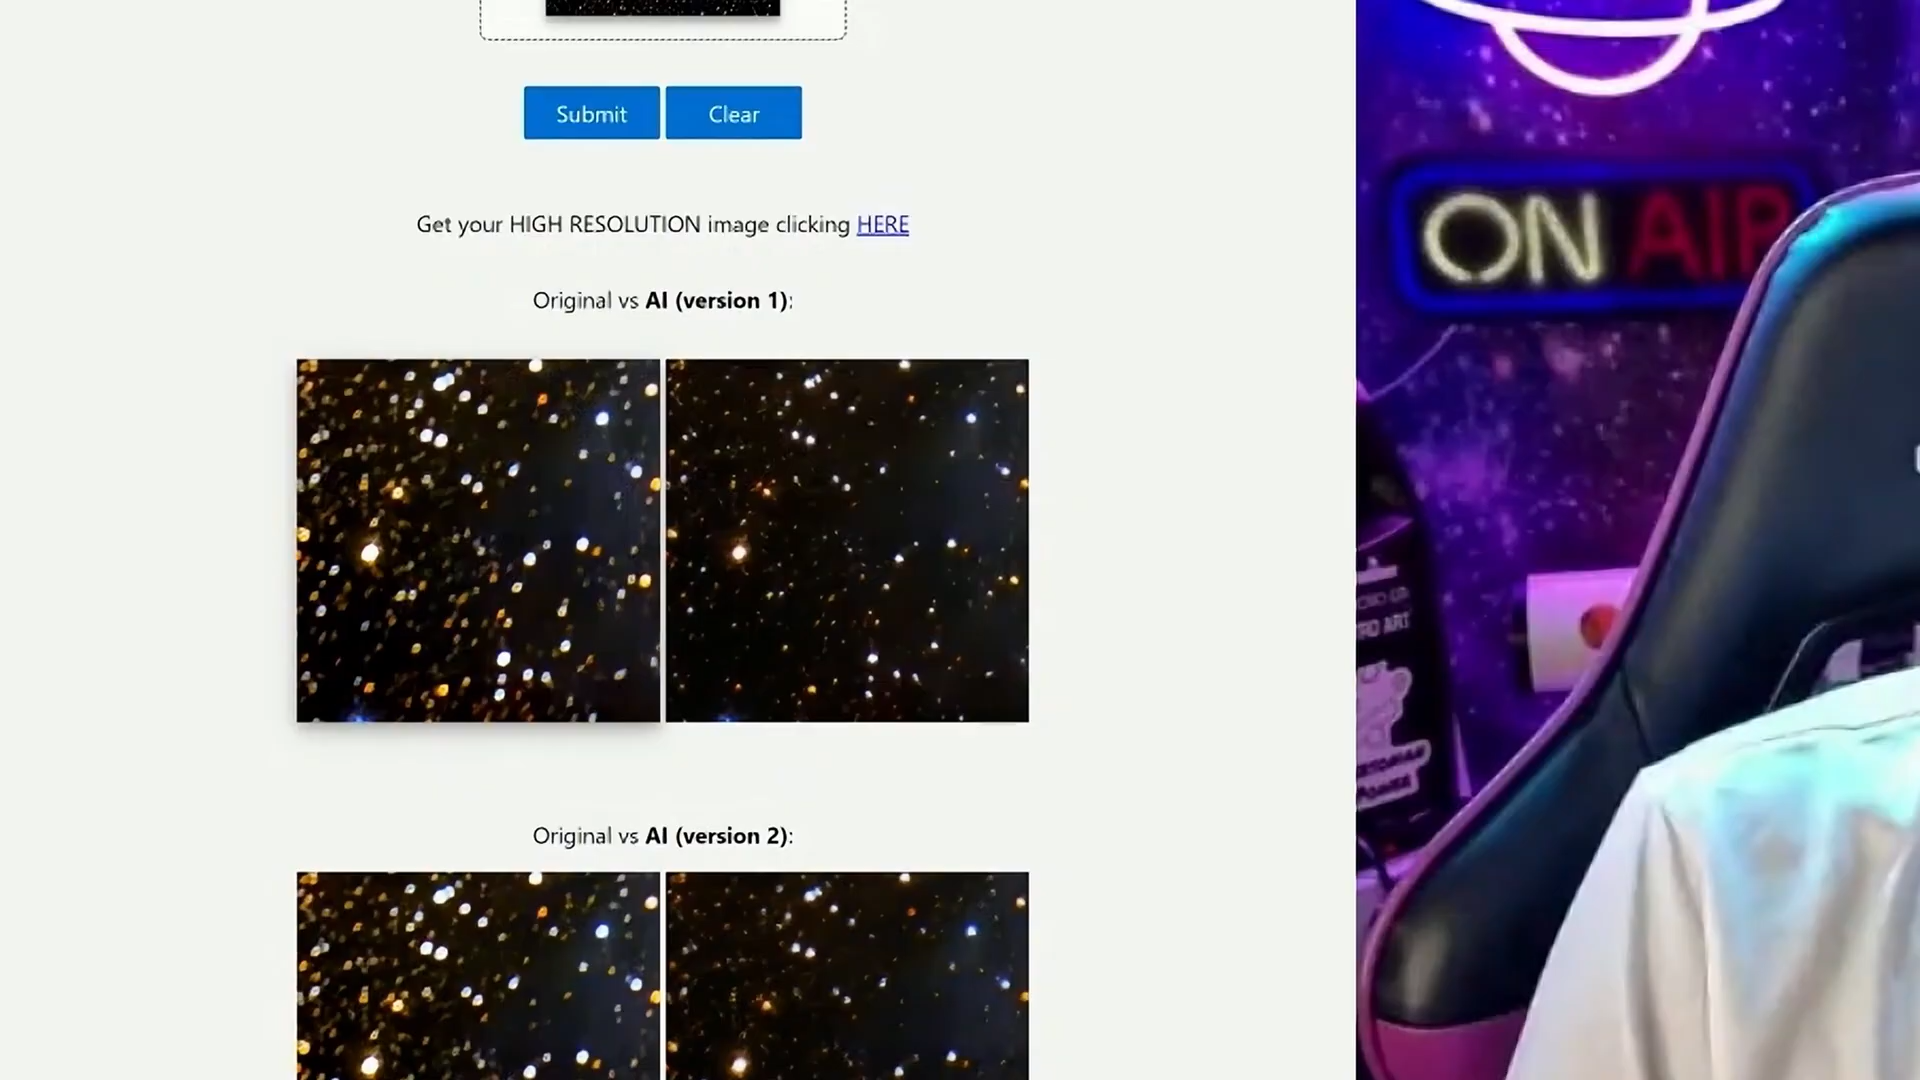 Submit Clear
Get your HIGH RESOLUTION image clicking HERE
Original vs AI (version 1):
Original vs AI (version 2):
ON AIR